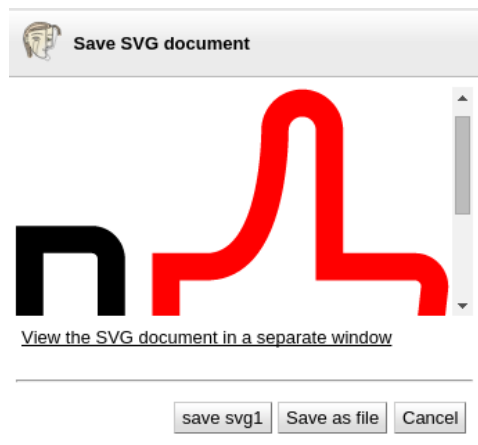 Save SVG document
View the SVG document in a separate window
save svg1 Save as file Cancel